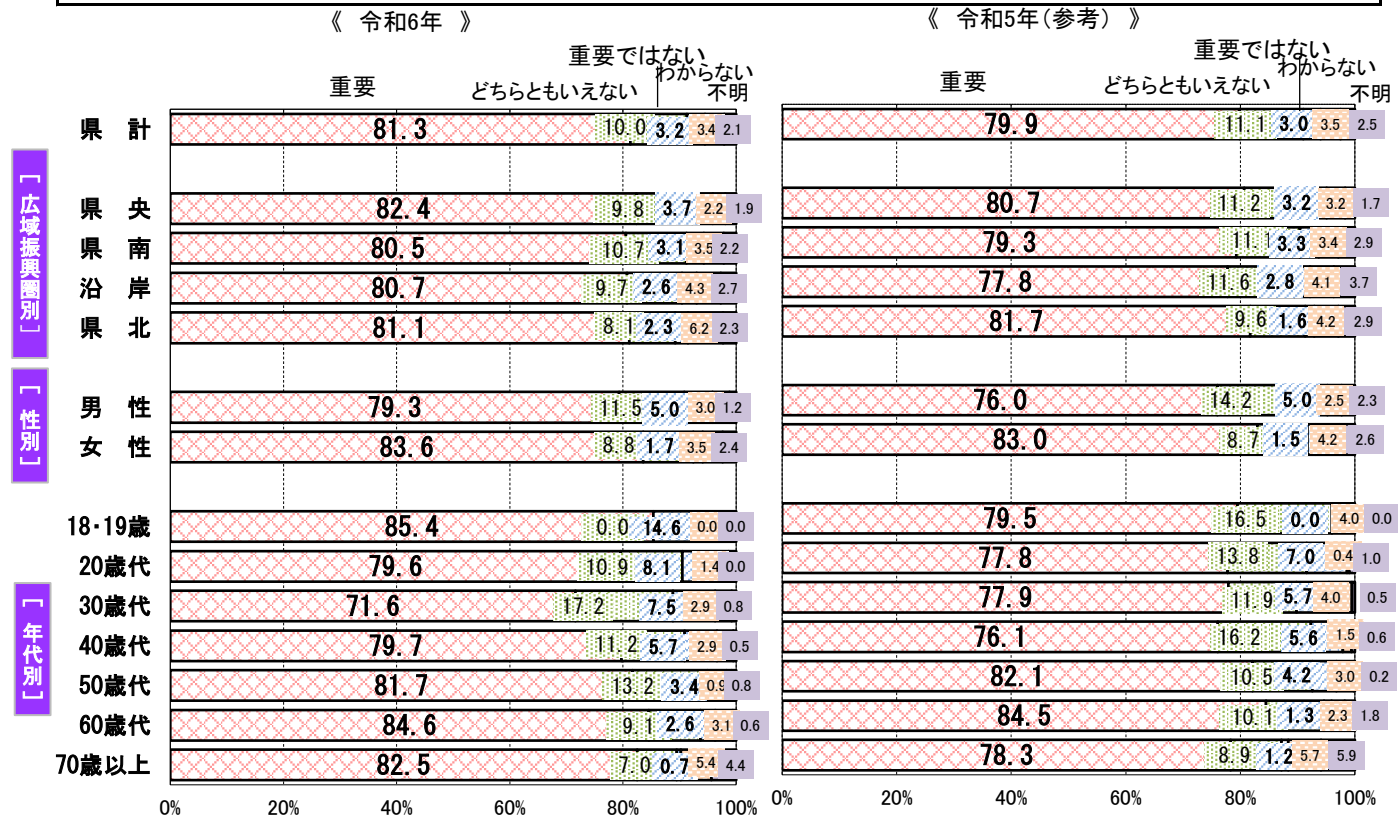 《 令和6年 》
《 令和5年(参考) 》
重要ではない
わからない
重要
どちらともいえない
不明
重要ではない
わからない
重要
どちらともいえない
不明
県 計 81.3 10.0 3.2 3.4 2.1 79.9 11.1 3.0 3.5 2.5
[広域振興圏別]
県 央 82.4 9.8 3.7 2.2 1.9 80.7 11.2 3.2 3.2 1.7
県 南 80.5 10.7 3.1 3.5 2.2 79.3 11.1 3.3 3.4 2.9
沿 岸 80.7 9.7 2.6 4.3 2.7 77.8 11.6 2.8 4.1 3.7
県 北 81.1 8.1 2.3 6.2 2.3 81.7 9.6 1.6 4.2 2.9
[性別]
男 性 79.3 11.5 5.0 3.0 1.2 76.0 14.2 5.0 2.5 2.3
女 性 83.6 8.8 1.7 3.5 2.4 83.0 8.7 1.5 4.2 2.6
[年代別]
18・19歳 85.4 0.0 14.6 0.0 0.0 79.5 16.5 0.0 4.0 0.0
20歳代 79.6 10.9 8.1 1.4 0.0 77.8 13.8 7.0 0.4 1.0
30歳代 71.6 17.2 7.5 2.9 0.8 77.9 11.9 5.7 4.0 0.5
40歳代 79.7 11.2 5.7 2.9 0.5 76.1 16.2 5.6 1.5 0.6
50歳代 81.7 13.2 3.4 0.9 0.8 82.1 10.5 4.2 3.0 0.2
60歳代 84.6 9.1 2.6 3.1 0.6 84.5 10.1 1.3 2.3 1.8
70歳以上 82.5 7.0 0.7 5.4 4.4 78.3 8.9 1.2 5.7 5.9
0% 20% 40% 60% 80% 100% 0% 20% 40% 60% 80% 100%